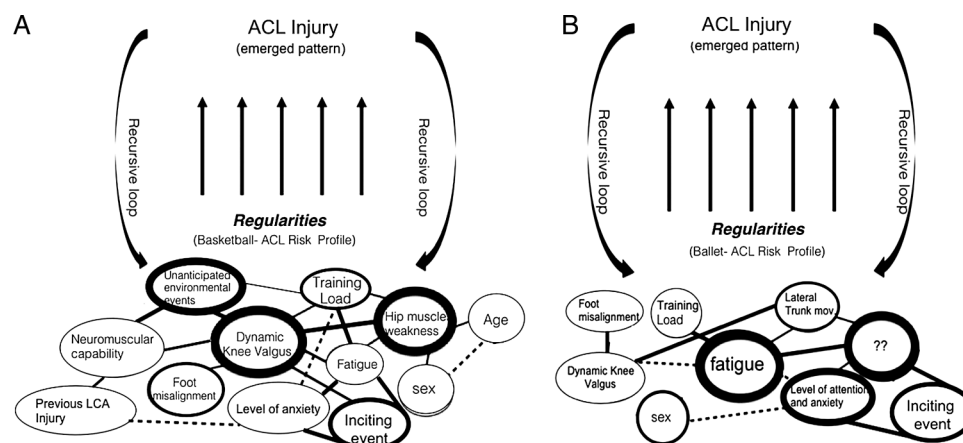 A
ACL Injury
(emerged pattern)
Recursive loop
Recursive loop
Regularities
(Basketball- ACL Risk Profile)
Unanticipated
environmental
events
Training
Load
Hip muscle
weakness
Age
Neuromuscular
capability
Dynamic
Knee Valgus
Fatigue
Foot
misalignment
sex
Previous LCA
Injury
Level of anxiety
Inciting
event
B
ACL Injury
(emerged pattern)
Recursive loop
Recursive loop
Regularities
(Ballet- ACL Risk Profile)
Foot
misalignment
Training
Load
Lateral
Trunk mov.
??
Dynamic Knee
Valgus
fatigue
Level of attention
and anxiety
sex
Inciting
event